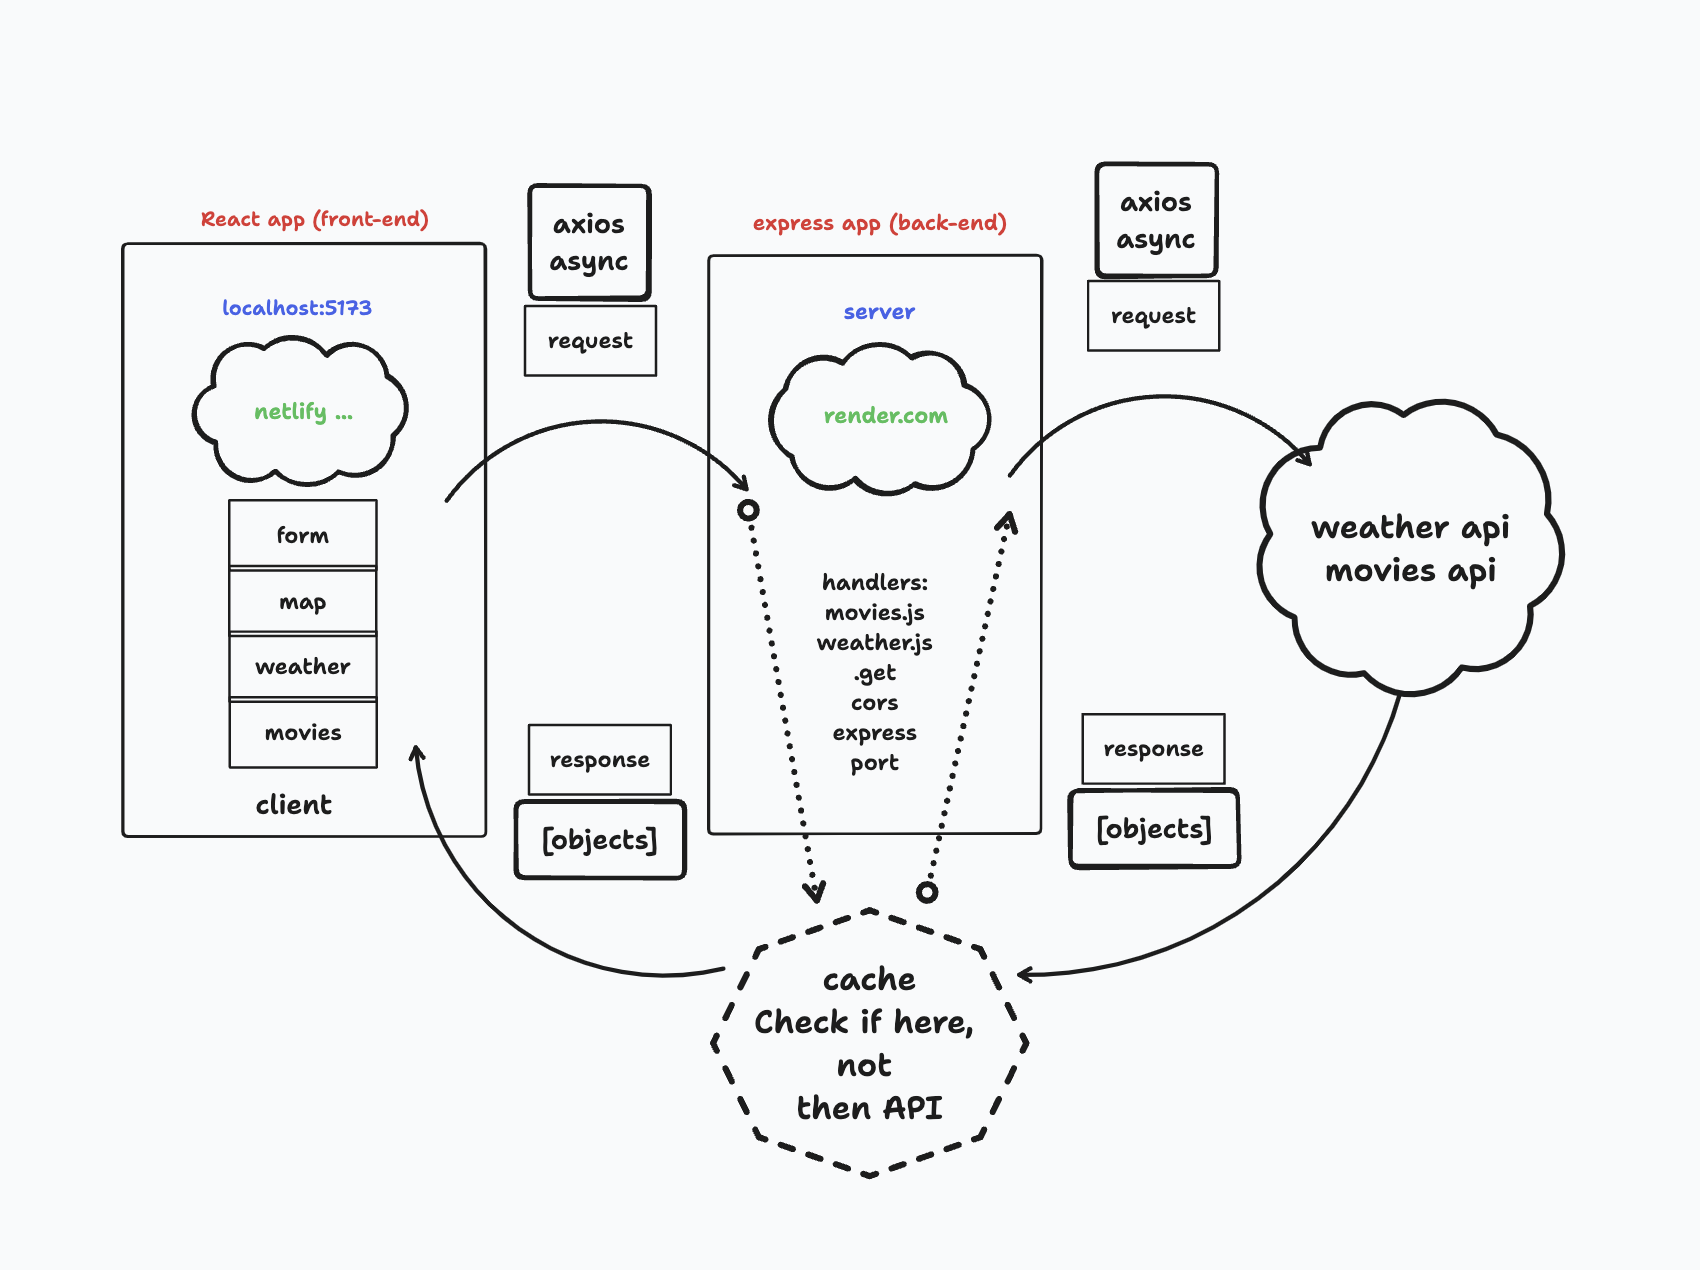 React app (front-end)
localhost:5173
netlify ...
form
map
weather
movies
client
axios
async
request
response
[objects]
express app (back-end)
server
render.com
handlers:
movies.js
weather.js
.get
cors
express
port
axios
async
request
response
[objects]
weather api
movies api
cache
Check if here,
not
then API